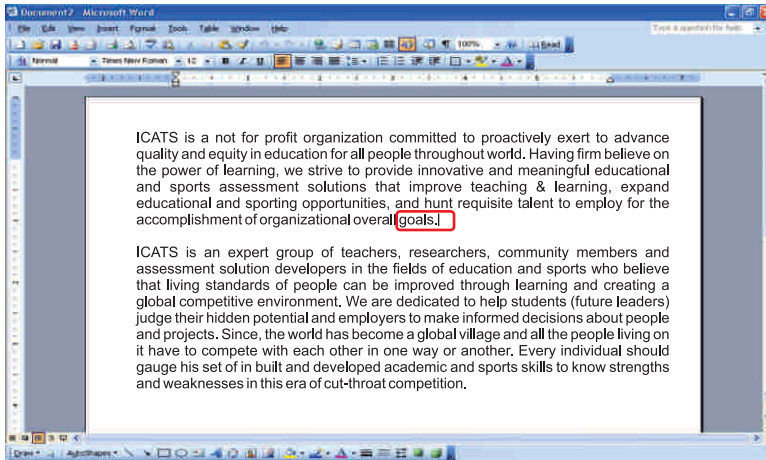 Document2 - Microsoft Word
File Edit View Insert Format Tools Table Window Help
Type a question for help
100% Read
Normal Times New Roman 12 B I U
ICATS is a not for profit organization committed to proactively exert to advance
quality and equity in education for all people throughout world. Having firm believe on
the power of learning, we strive to provide innovative and meaningful educational
and sports assessment solutions that improve teaching & learning, expand
educational and sporting opportunities, and hunt requisite talent to employ for the
accomplishment of organizational overall goals.
ICATS is an expert group of teachers, researchers, community members and
assessment solution developers in the fields of education and sports who believe
that living standards of people can be improved through learning and creating a
global competitive environment. We are dedicated to help students (future leaders)
judge their hidden potential and employers to make informed decisions about people
and projects. Since, the world has become a global village and all the people living on
it have to compete with each other in one way or another. Every individual should
gauge his set of in built and developed academic and sports skills to know strengths
and weaknesses in this era of cut-throat competition.
Draw AutoShapes